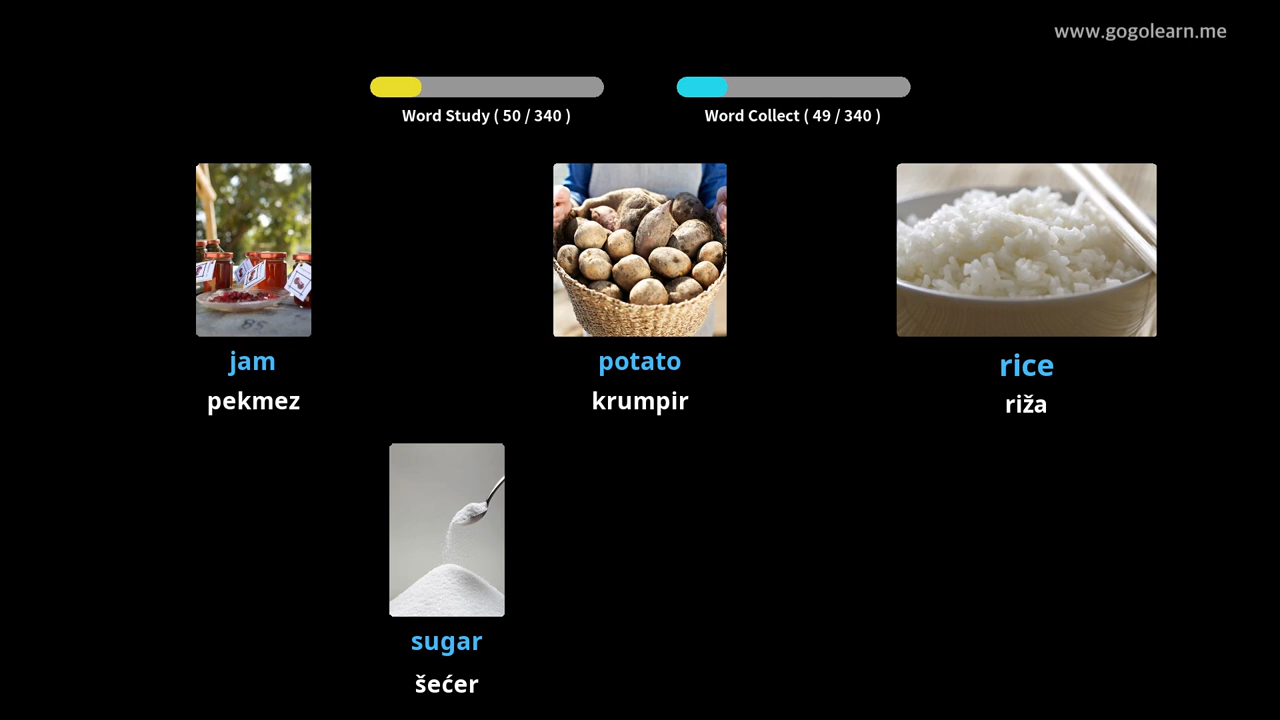 www.gogolearn.me
Word Study ( 50 / 340 )
Word Collect ( 49 / 340 )
jam
potato
rice
pekmez
krumpir
riža
sugar
šećer